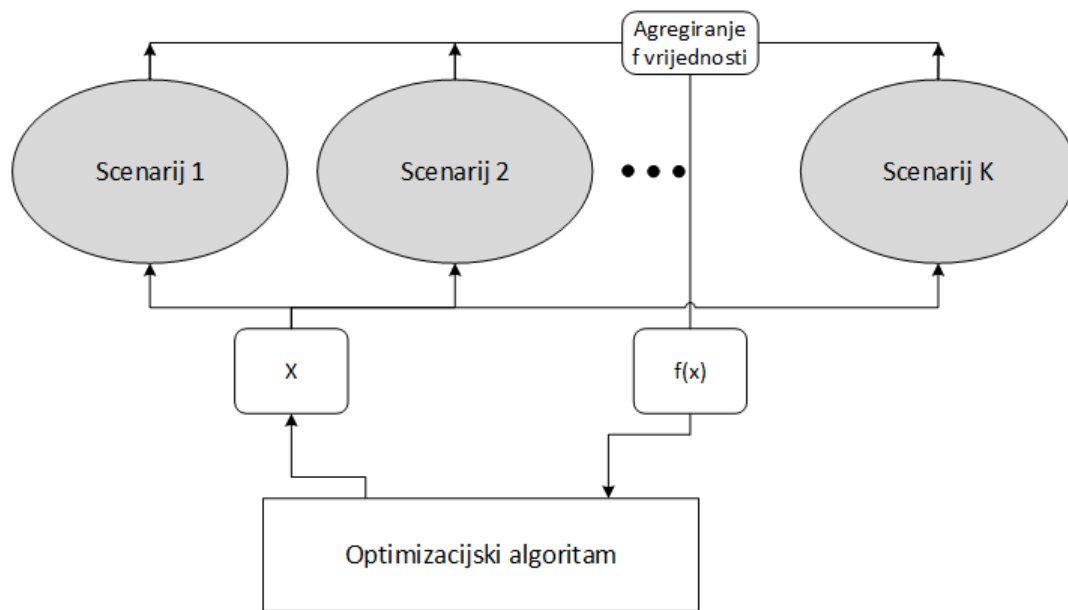 Agregiranje
f vrijednosti
Scenarij 1
Scenarij 2
Scenarij K
X
f(x)
Optimizacijski algoritam